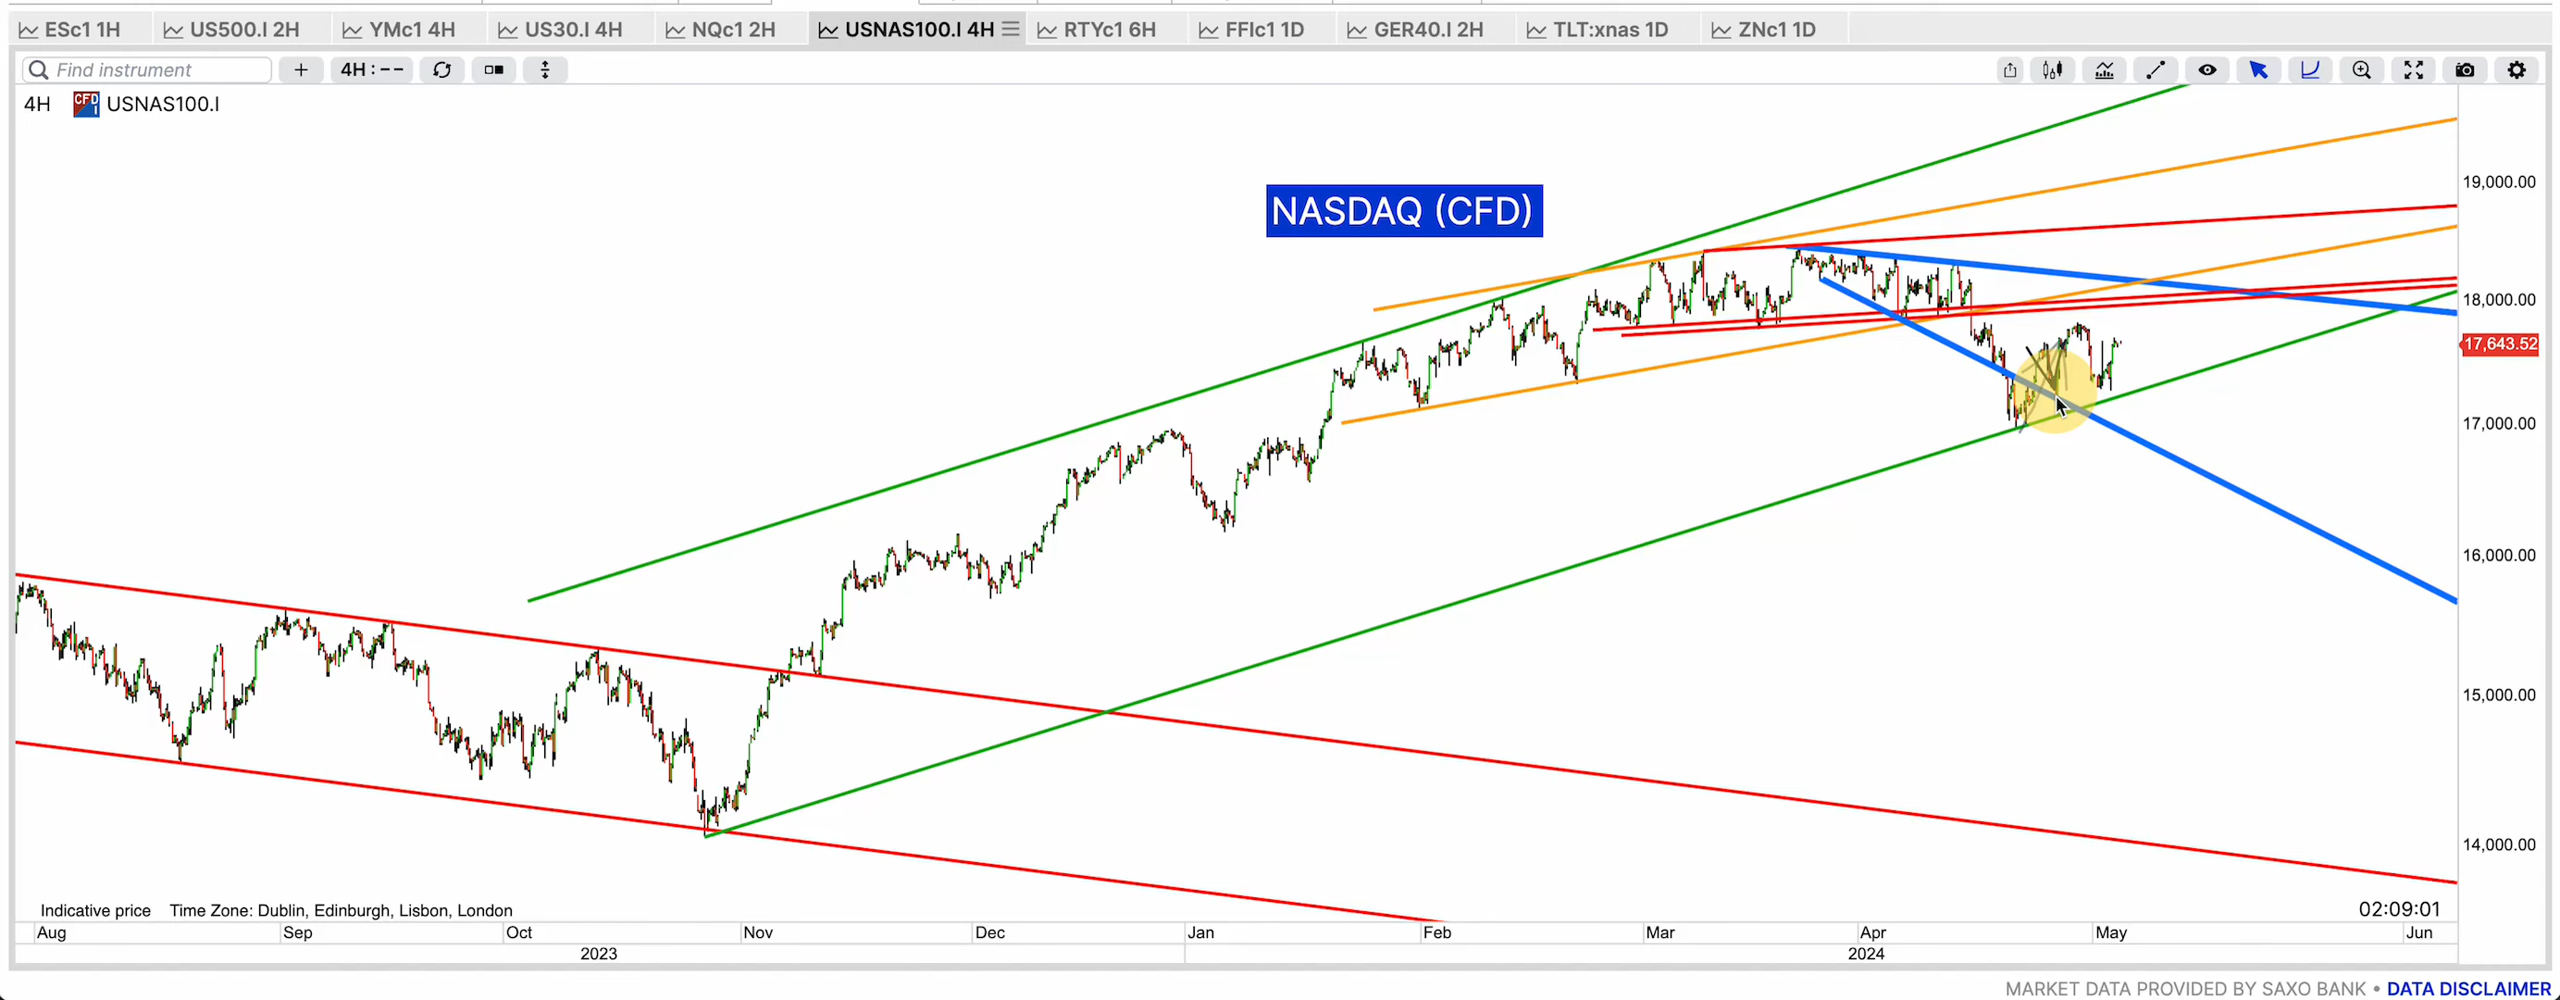 ESc1 1H US500.I 2H YMc1 4H US30.I 4H NQc1 2H USNAS100.I 4H RTYc1 6H FFIc1 1D GER40.I 2H TLT:xnas 1D ZNc1 1D
Find instrument + 4H : --
4H CFD I USNAS100.I
NASDAQ (CFD)
19,000.00
18,000.00
17,643.52
17,000.00
16,000.00
15,000.00
14,000.00
Indicative price Time Zone: Dublin, Edinburgh, Lisbon, London 02:09:01
Aug Sep Oct Nov Dec Jan Feb Mar Apr May Jun
2023 2024
MARKET DATA PROVIDED BY SAXO BANK • DATA DISCLAIMER